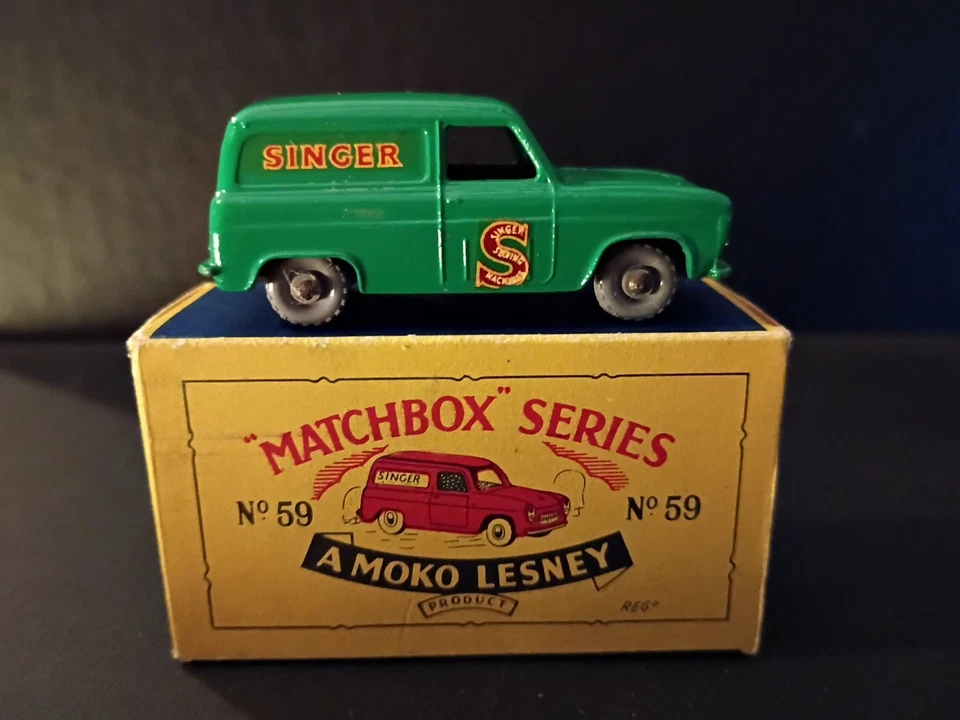 SINGER
SINGER
SEWING
MACHINES
"MATCHBOX" SERIES
SINGER
Nº 59
Nº 59
A MOKO LESNEY
PRODUCT
REGᴰ